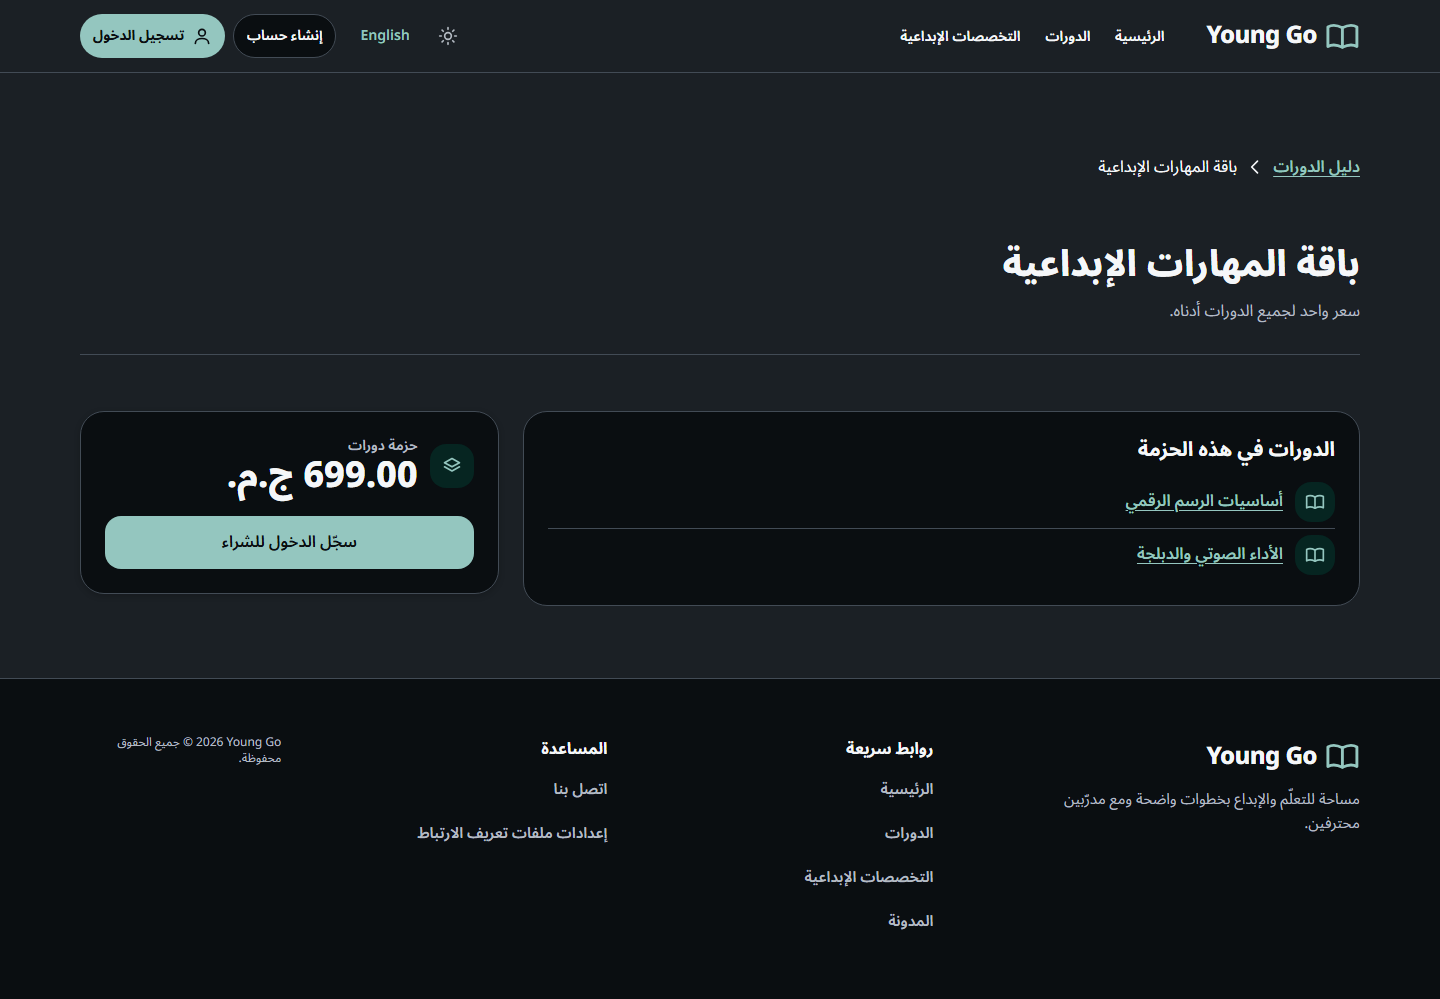 Young Go
الرئيسية
الدورات
التخصصات الإبداعية
English
إنشاء حساب
تسجيل الدخول
دليل الدورات
باقة المهارات الإبداعية
باقة المهارات الإبداعية
سعر واحد لجميع الدورات أدناه.
الدورات في هذه الحزمة
أساسيات الرسم الرقمي
الأداء الصوتي والدبلجة
حزمة دورات
699.00 ج.م.
سجّل الدخول للشراء
Young Go
مساحة للتعلّم والإبداع بخطوات واضحة ومع مدرّبين
محترفين.
روابط سريعة
الرئيسية
الدورات
التخصصات الإبداعية
المدونة
المساعدة
اتصل بنا
إعدادات ملفات تعريف الارتباط
Young Go 2026 © جميع الحقوق
محفوظة.